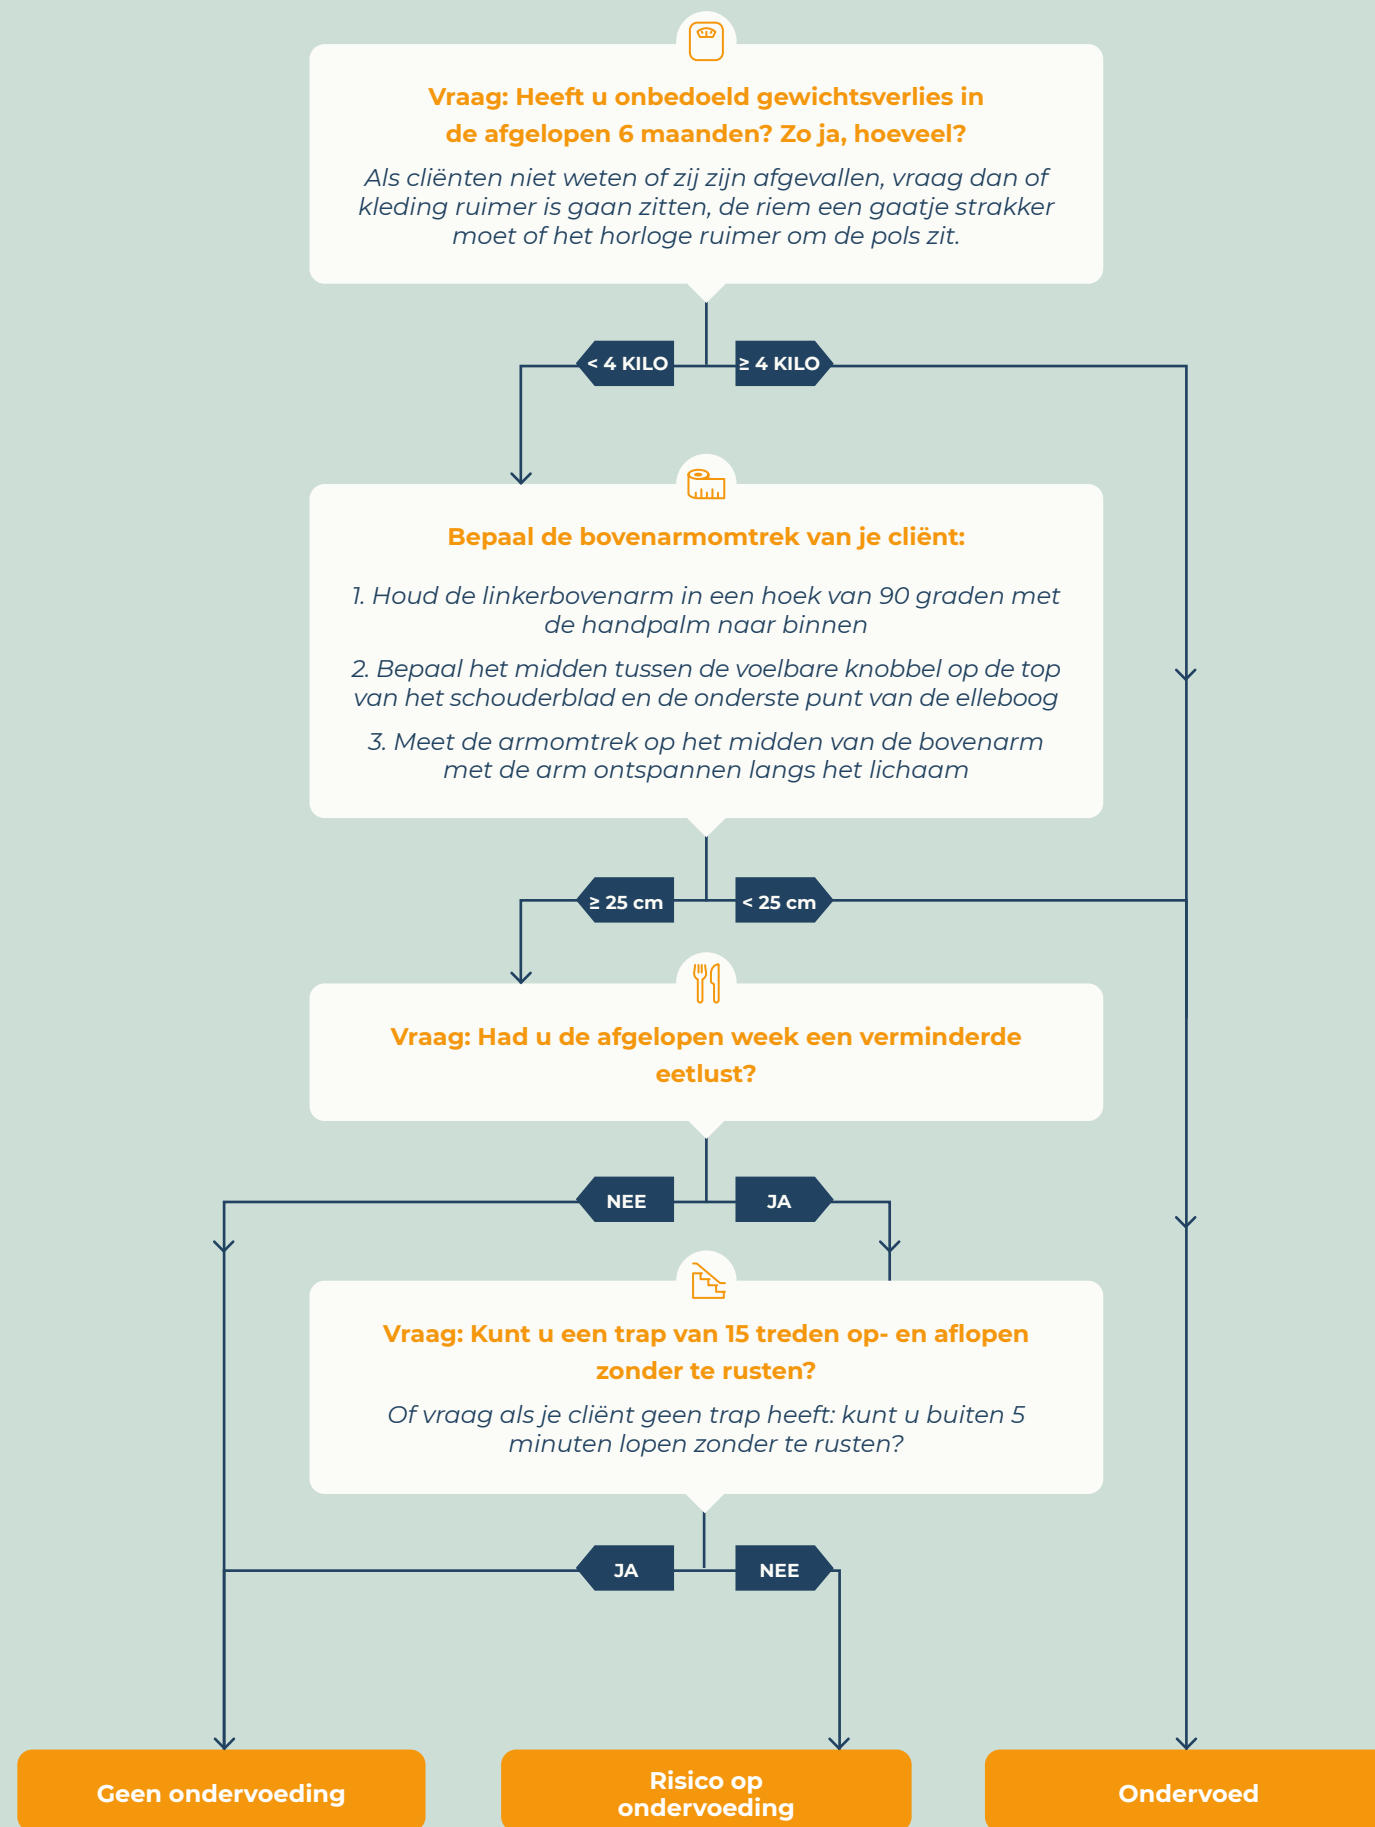 Vraag: Heeft u onbedoeld gewichtsverlies in
de afgelopen 6 maanden? Zo ja, hoeveel?
Als cliënten niet weten of zij zijn afgevallen, vraag dan of
kleding ruimer is gaan zitten, de riem een gaatje strakker
moet of het horloge ruimer om de pols zit.
< 4 KILO
≥ 4 KILO
Bepaal de bovenarmomtrek van je cliënt:
1. Houd de linkerbovenarm in een hoek van 90 graden met
de handpalm naar binnen
2. Bepaal het midden tussen de voelbare knobbel op de top
van het schouderblad en de onderste punt van de elleboog
3. Meet de armomtrek op het midden van de bovenarm
met de arm ontspannen langs het lichaam
≥ 25 cm
< 25 cm
Vraag: Had u de afgelopen week een verminderde
eetlust?
NEE
JA
Vraag: Kunt u een trap van 15 treden op- en aflopen
zonder te rusten?
Of vraag als je cliënt geen trap heeft: kunt u buiten 5
minuten lopen zonder te rusten?
JA
NEE
Geen ondervoeding
Risico op
ondervoeding
Ondervoed